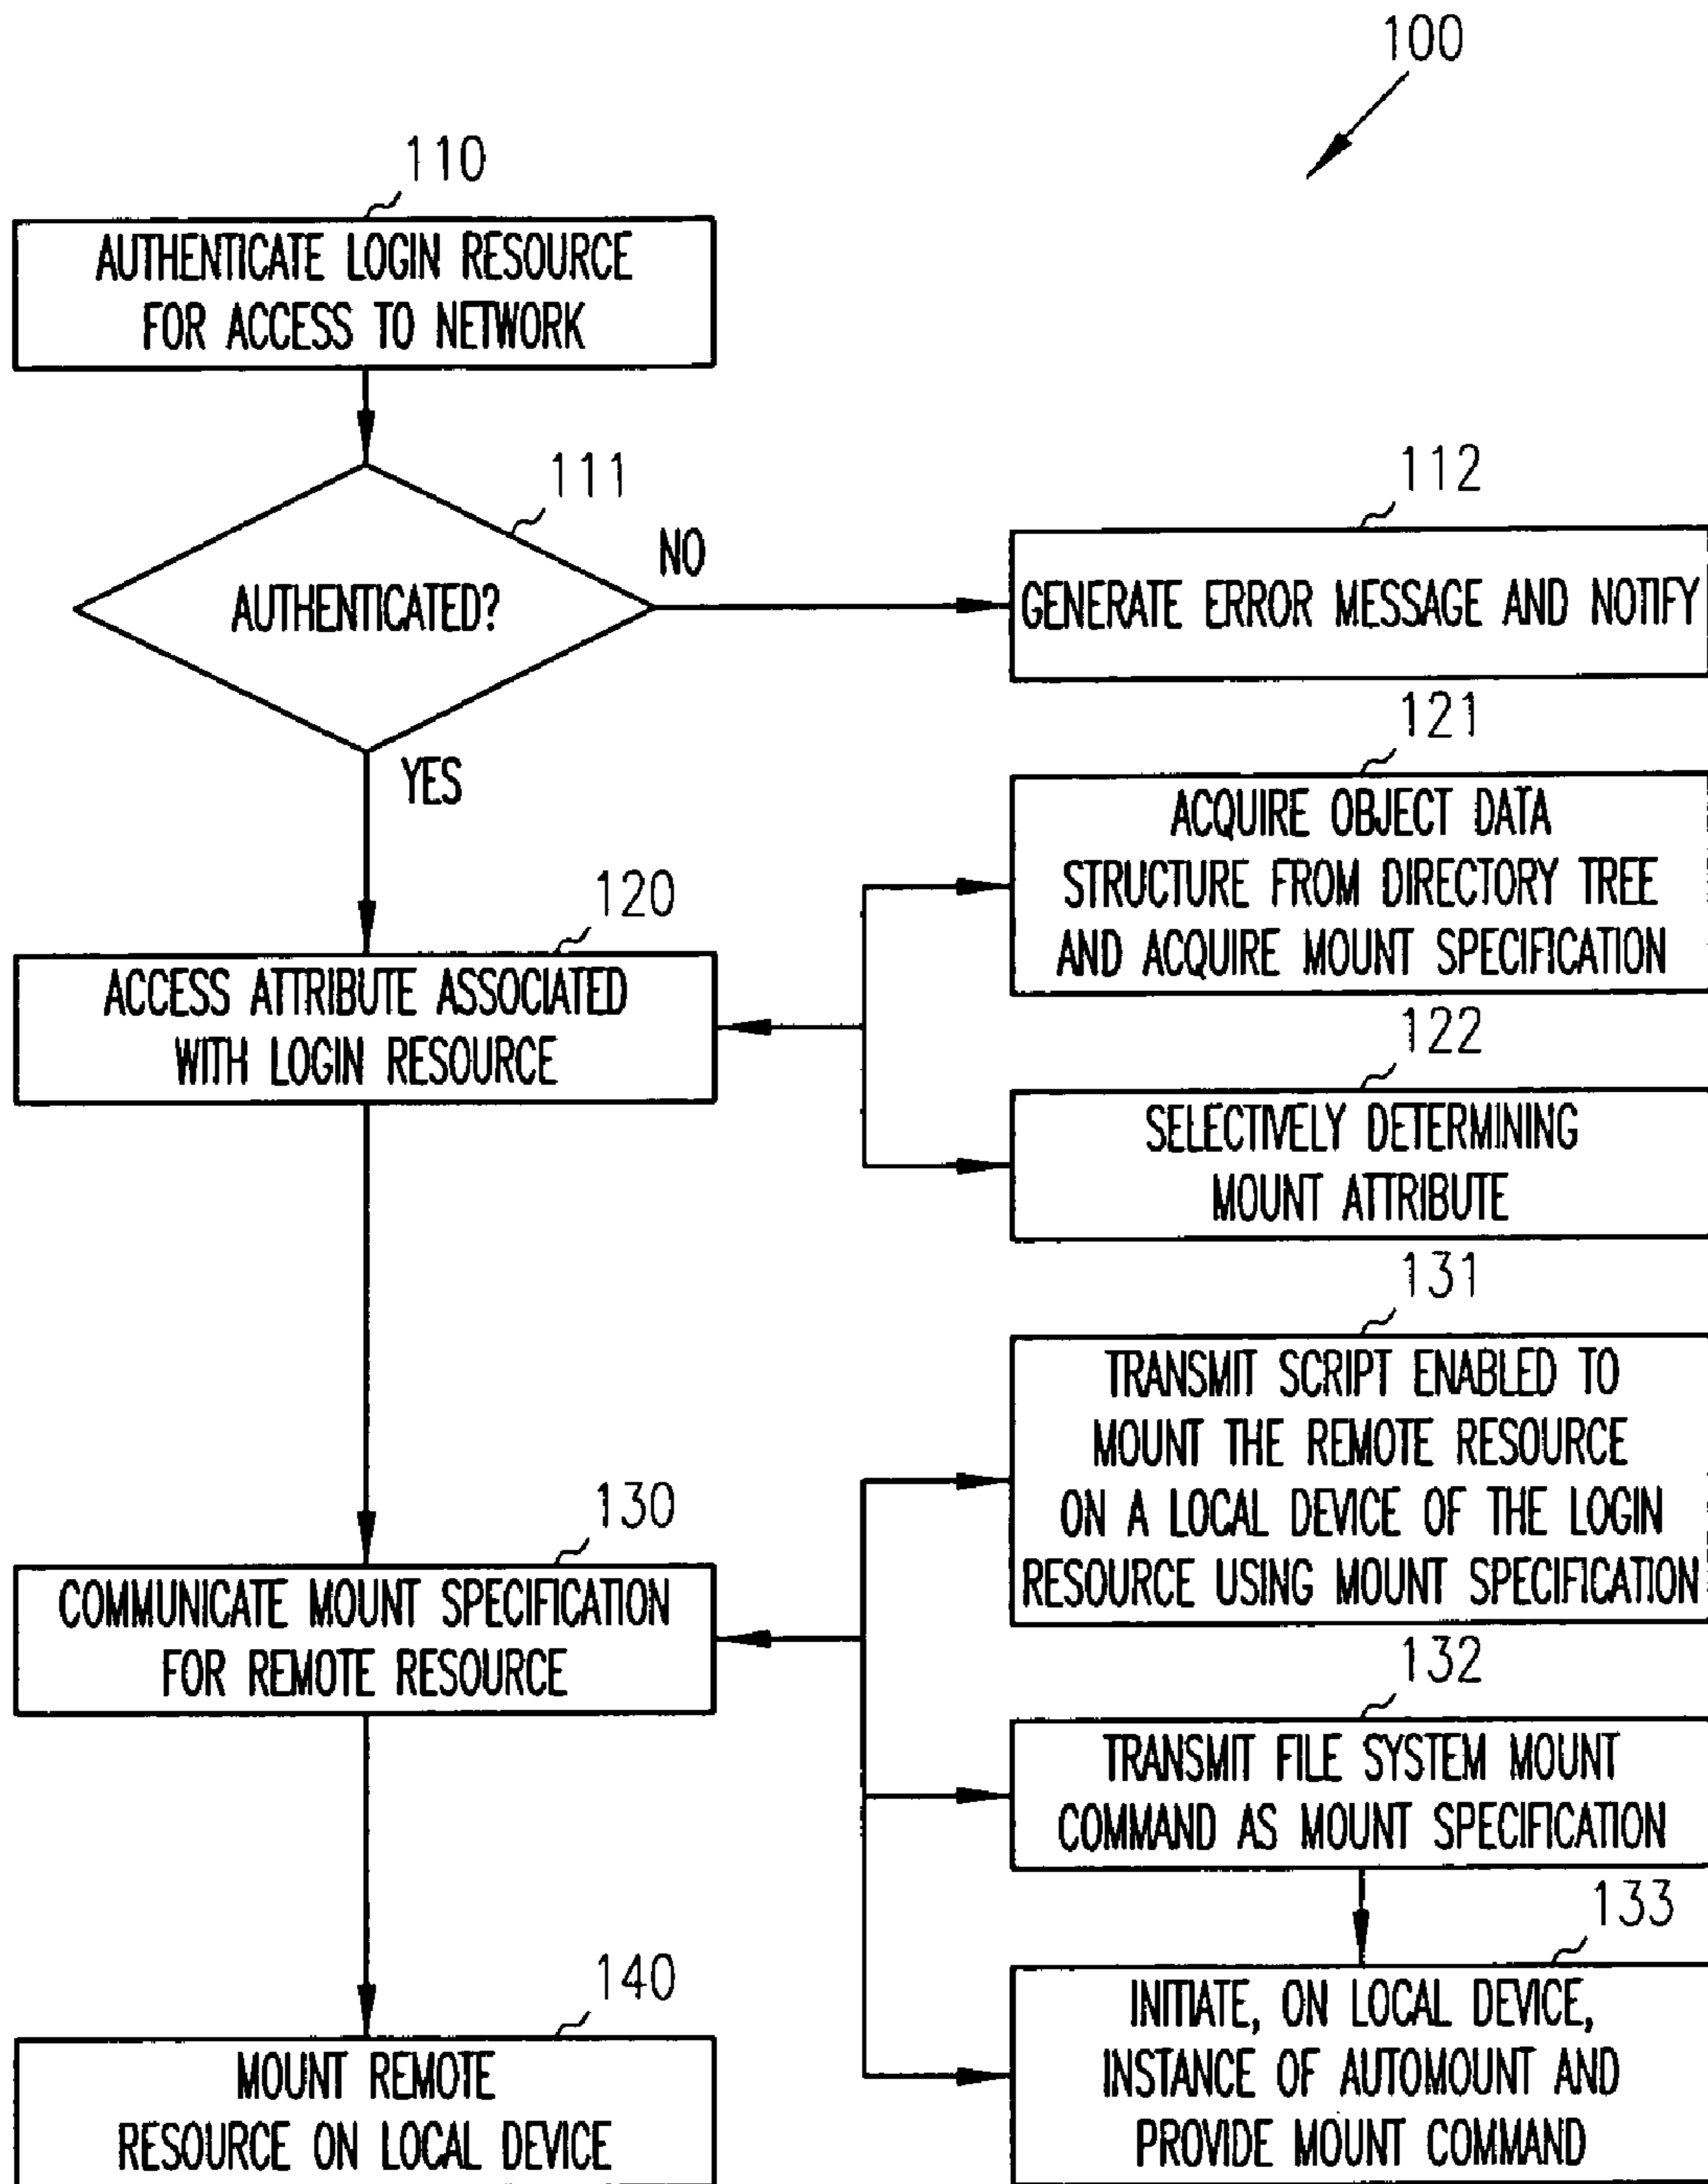 100
110
AUTHENTICATE LOGIN RESOURCE
FOR ACCESS TO NETWORK
111
AUTHENTICATED?
NO
YES
112
GENERATE ERROR MESSAGE AND NOTIFY
120
ACCESS ATTRIBUTE ASSOCIATED
WITH LOGIN RESOURCE
121
ACQUIRE OBJECT DATA
STRUCTURE FROM DIRECTORY TREE
AND ACQUIRE MOUNT SPECIFICATION
122
SELECTIVELY DETERMINING
MOUNT ATTRIBUTE
130
COMMUNICATE MOUNT SPECIFICATION
FOR REMOTE RESOURCE
131
TRANSMIT SCRIPT ENABLED TO
MOUNT THE REMOTE RESOURCE
ON A LOCAL DEVICE OF THE LOGIN
RESOURCE USING MOUNT SPECIFICATION
132
TRANSMIT FILE SYSTEM MOUNT
COMMAND AS MOUNT SPECIFICATION
133
INITIATE, ON LOCAL DEVICE,
INSTANCE OF AUTOMOUNT AND
PROVIDE MOUNT COMMAND
140
MOUNT REMOTE
RESOURCE ON LOCAL DEVICE